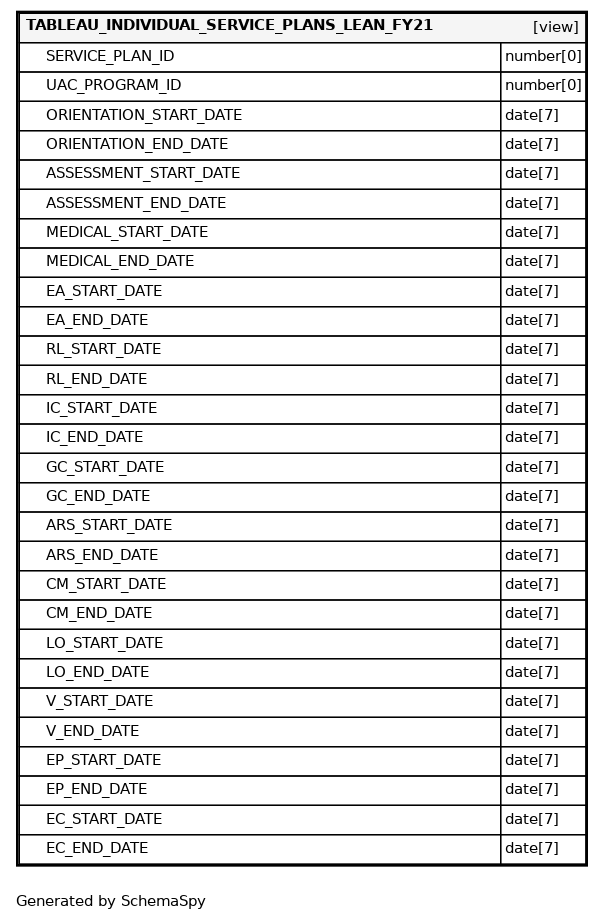 TABLEAU_INDIVIDUAL_SERVICE_PLANS_LEAN_FY21 [view]
SERVICE_PLAN_ID number[0]
UAC_PROGRAM_ID number[0]
ORIENTATION_START_DATE date[7]
ORIENTATION_END_DATE date[7]
ASSESSMENT_START_DATE date[7]
ASSESSMENT_END_DATE date[7]
MEDICAL_START_DATE date[7]
MEDICAL_END_DATE date[7]
EA_START_DATE date[7]
EA_END_DATE date[7]
RL_START_DATE date[7]
RL_END_DATE date[7]
IC_START_DATE date[7]
IC_END_DATE date[7]
GC_START_DATE date[7]
GC_END_DATE date[7]
ARS_START_DATE date[7]
ARS_END_DATE date[7]
CM_START_DATE date[7]
CM_END_DATE date[7]
LO_START_DATE date[7]
LO_END_DATE date[7]
V_START_DATE date[7]
V_END_DATE date[7]
EP_START_DATE date[7]
EP_END_DATE date[7]
EC_START_DATE date[7]
EC_END_DATE date[7]
Generated by SchemaSpy